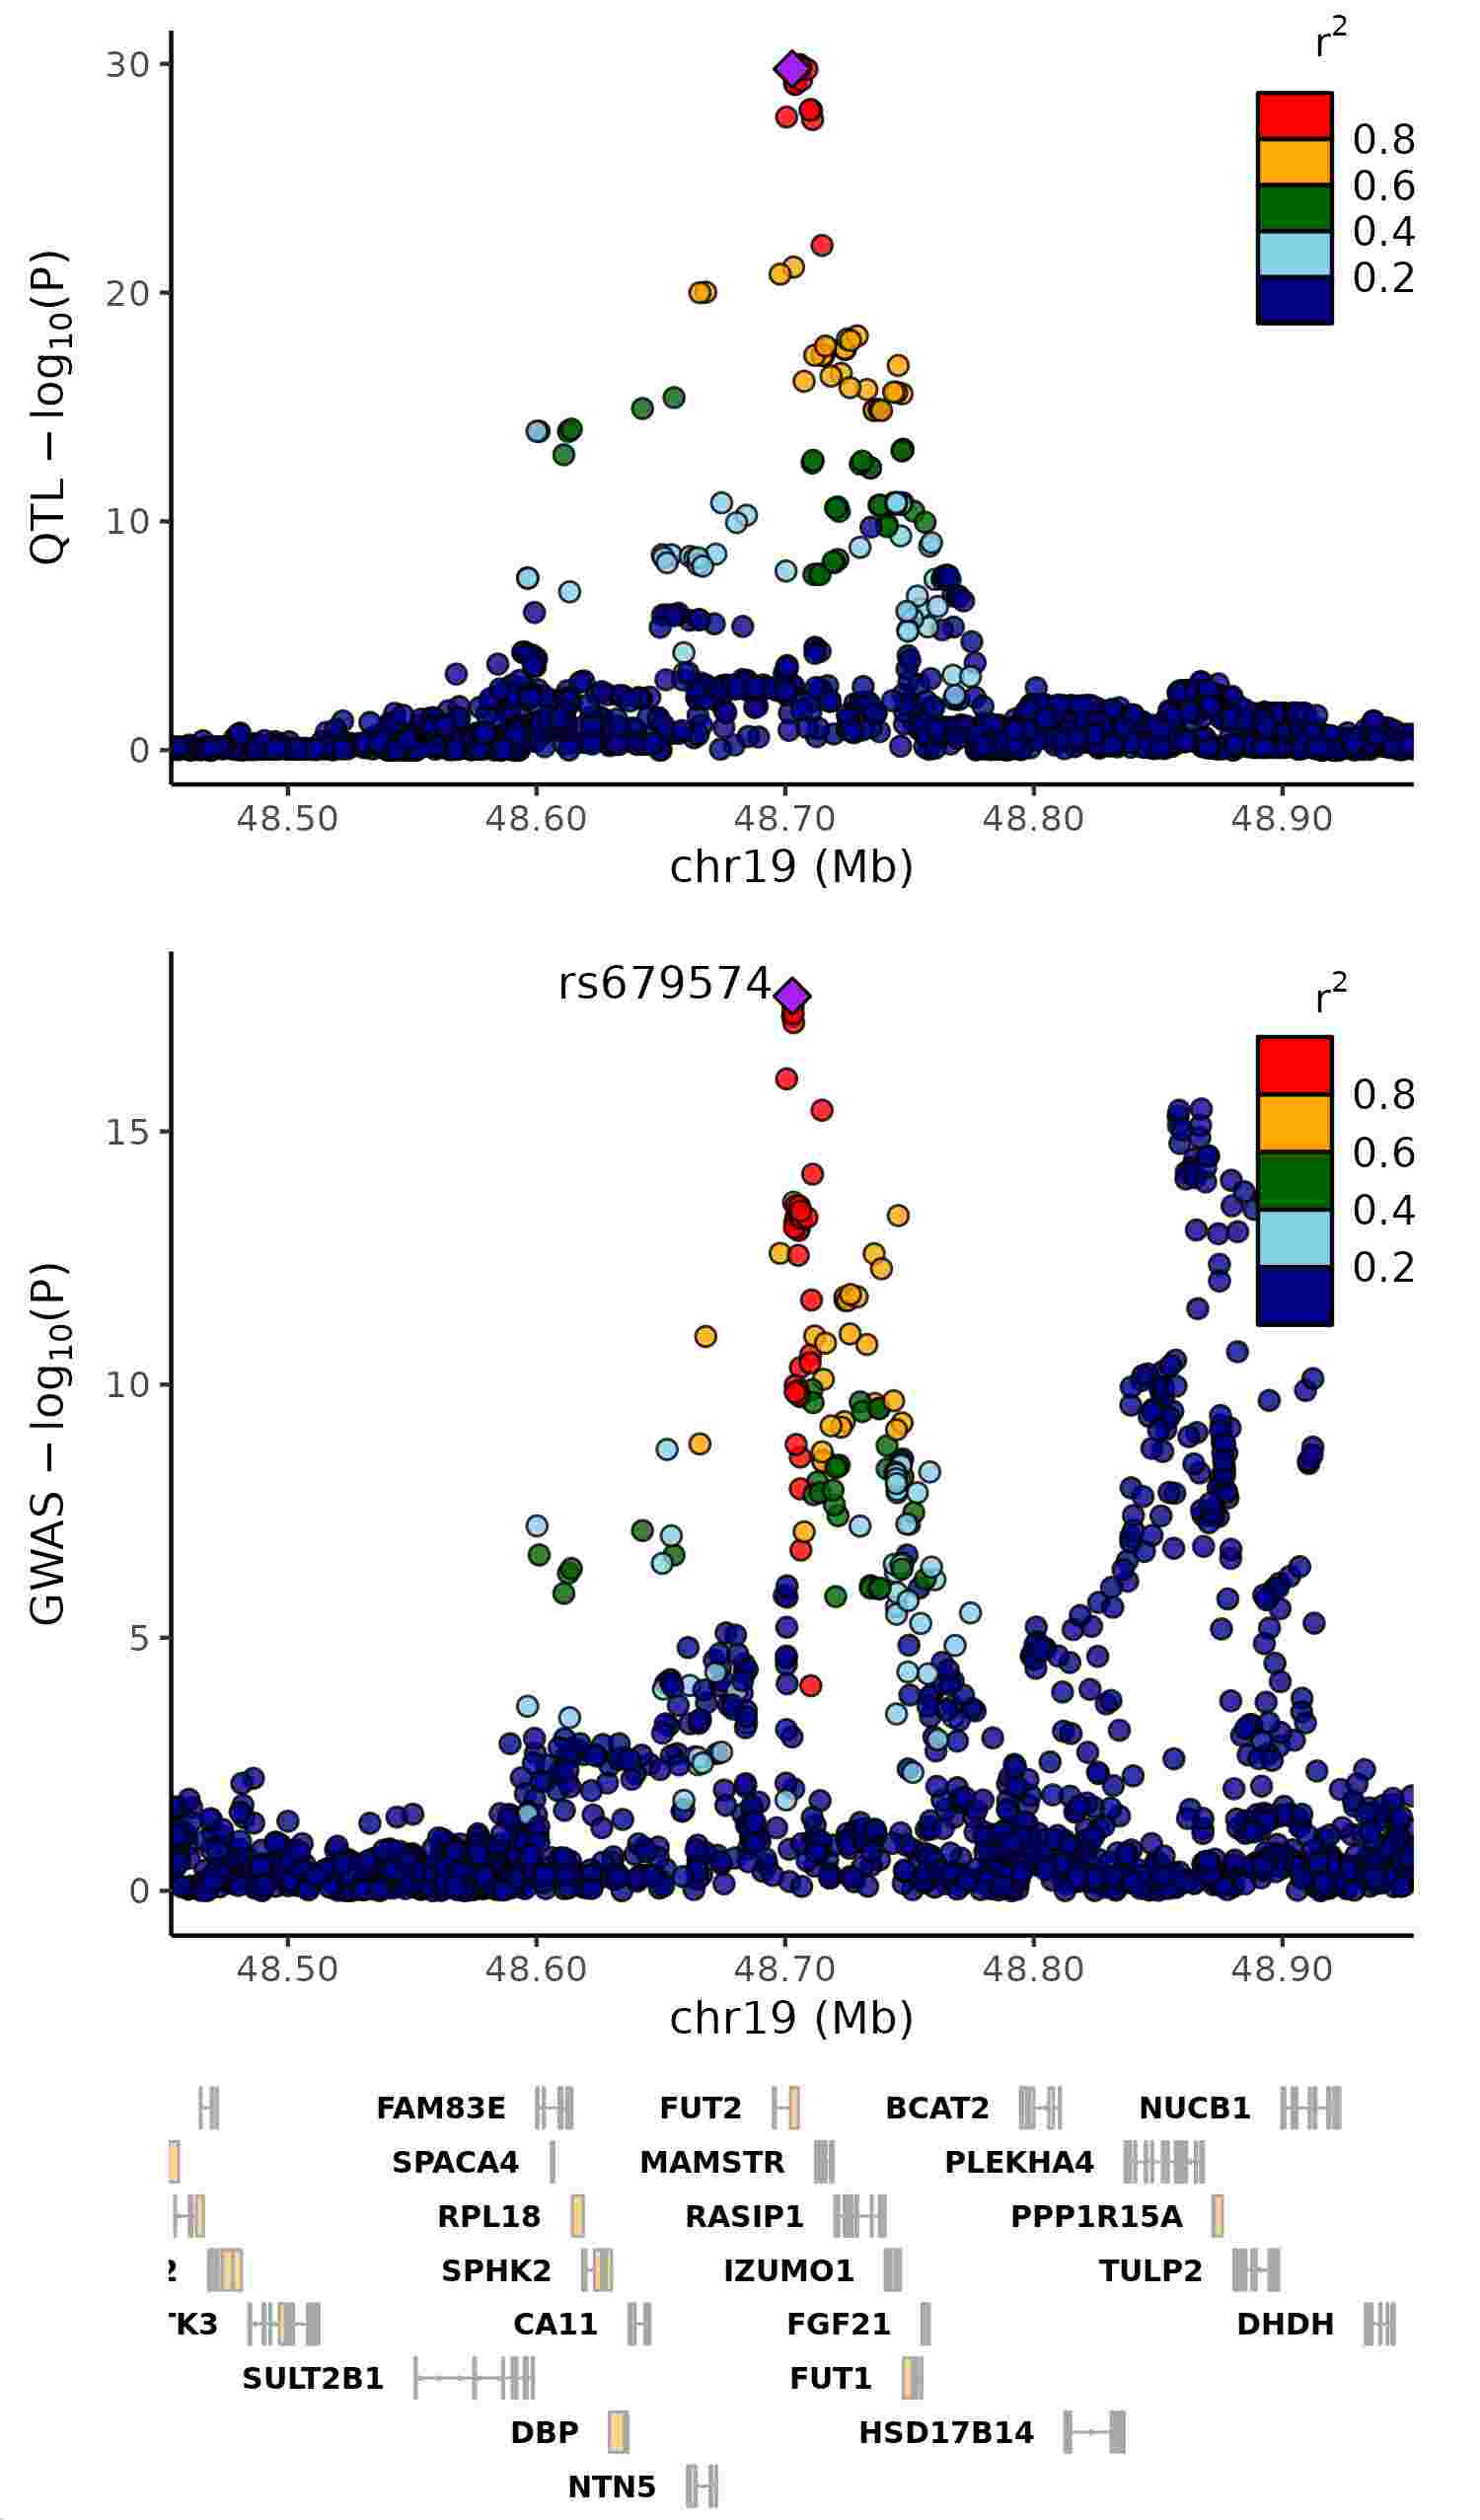 r²
30
0.8
0.6
0.4
0.2
20
10
0
QTL − log₁₀(P)
48.50 48.60 48.70 48.80 48.90
chr19 (Mb)
rs679574
r²
0.8
0.6
0.4
0.2
15
10
5
0
GWAS − log₁₀(P)
48.50 48.60 48.70 48.80 48.90
chr19 (Mb)
FAM83E FUT2 BCAT2 NUCB1
SPACA4 MAMSTR PLEKHA4
RPL18 RASIP1 PPP1R15A
2 SPHK2 IZUMO1 TULP2
TK3 CA11 FGF21 DHDH
SULT2B1 FUT1
DBP HSD17B14
NTN5